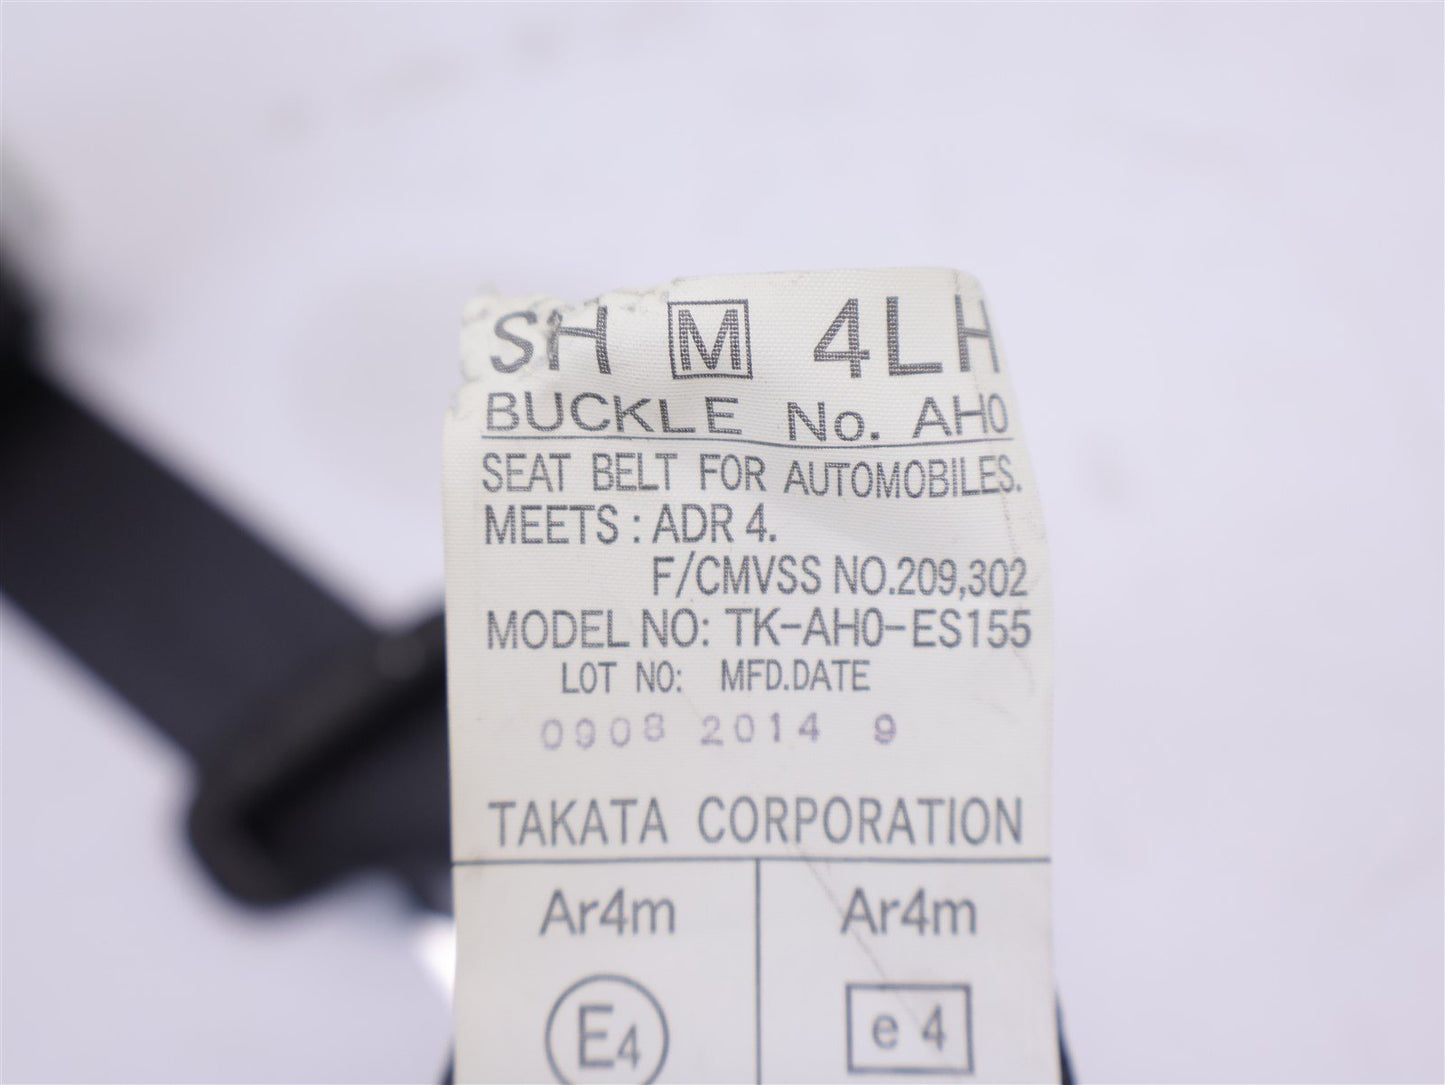 SH M 4LH
BUCKLE No. AH0
SEAT BELT FOR AUTOMOBILES.
MEETS : ADR 4.
F/CMVSS NO.209,302
MODEL NO: TK-AH0-ES155
LOT NO: MFD.DATE
0908 2014 9
TAKATA CORPORATION
Ar4m Ar4m
E4 e4